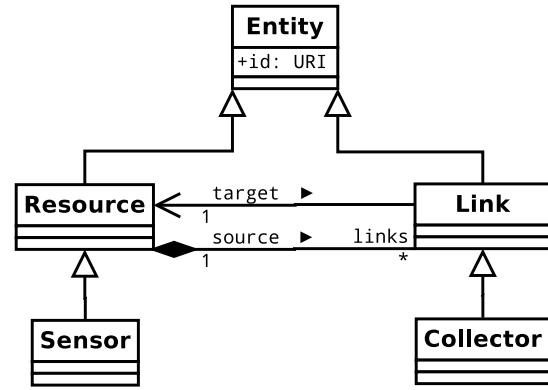 Entity
+id: URI
Resource
target ►
1
Link
source ►
1
links
*
Sensor
Collector